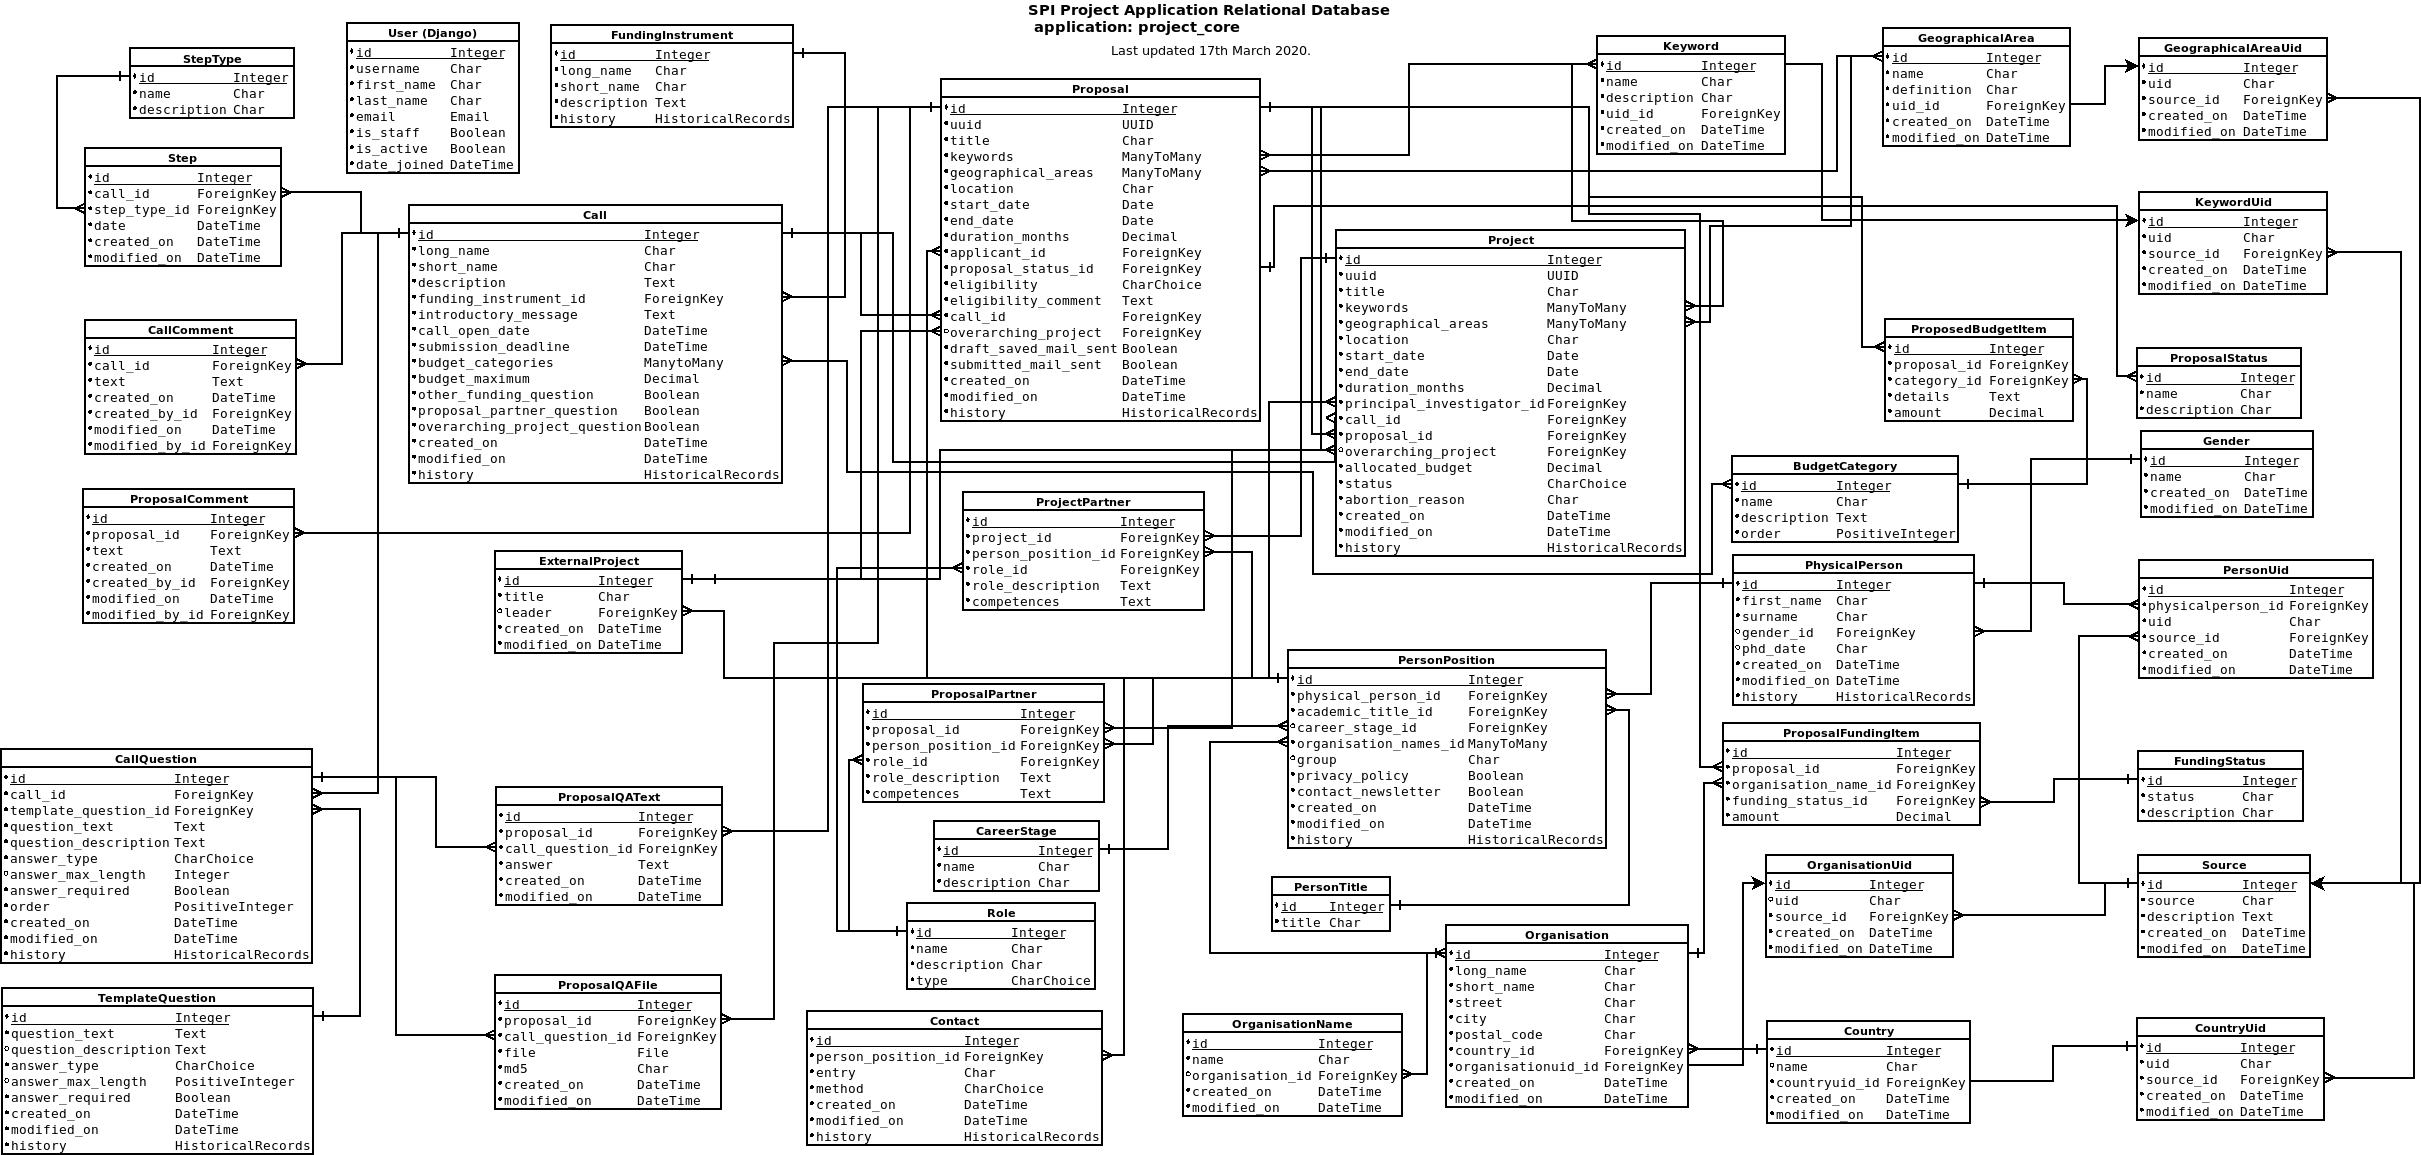 SPI Project Application Relational Database
application: project_core
Last updated 17th March 2020.
StepType
id Integer
name Char
description Char
User (Django)
id Integer
username Char
first_name Char
last_name Char
email Email
is_staff Boolean
is_active Boolean
date_joined DateTime
FundingInstrument
id Integer
long_name Char
short_name Char
description Text
history HistoricalRecords
Proposal
id Integer
uuid UUID
title Char
keywords ManyToMany
geographical_areas ManyToMany
location Char
start_date Date
end_date Date
duration_months Decimal
applicant_id ForeignKey
proposal_status_id ForeignKey
eligibility CharChoice
eligibility_comment Text
call_id ForeignKey
overarching_project ForeignKey
draft_saved_mail_sent Boolean
submitted_mail_sent Boolean
created_on DateTime
modified_on DateTime
history HistoricalRecords
Keyword
id Integer
name Char
description Char
uid_id ForeignKey
created_on DateTime
modified_on DateTime
GeographicalArea
id Integer
name Char
definition Char
uid_id ForeignKey
created_on DateTime
modified_on DateTime
GeographicalAreaUid
id Integer
uid Char
source_id ForeignKey
created_on DateTime
modified_on DateTime
Step
id Integer
call_id ForeignKey
step_type_id ForeignKey
date DateTime
created_on DateTime
modified_on DateTime
Call
id Integer
long_name Char
short_name Char
description Text
funding_instrument_id ForeignKey
introductory_message Text
call_open_date DateTime
submission_deadline DateTime
budget_categories ManytoMany
budget_maximum Decimal
other_funding_question Boolean
proposal_partner_question Boolean
overarching_project_question Boolean
created_on DateTime
modified_on DateTime
history HistoricalRecords
Project
id Integer
uuid UUID
title Char
keywords ManyToMany
geographical_areas ManyToMany
location Char
start_date Date
end_date Date
duration_months Decimal
principal_investigator_id ForeignKey
call_id ForeignKey
proposal_id ForeignKey
overarching_project ForeignKey
allocated_budget Decimal
status CharChoice
abortion_reason Char
created_on DateTime
modified_on DateTime
history HistoricalRecords
KeywordUid
id Integer
uid Char
source_id ForeignKey
created_on DateTime
modified_on DateTime
CallComment
id Integer
call_id ForeignKey
text Text
created_on DateTime
created_by_id ForeignKey
modified_on DateTime
modified_by_id ForeignKey
ProposedBudgetItem
id Integer
proposal_id ForeignKey
category_id ForeignKey
details Text
amount Decimal
ProposalStatus
id Integer
name Char
description Char
Gender
id Integer
name Char
created_on DateTime
modified_on DateTime
BudgetCategory
id Integer
name Char
description Text
order PositiveInteger
ProposalComment
id Integer
proposal_id ForeignKey
text Text
created_on DateTime
created_by_id ForeignKey
modified_on DateTime
modified_by_id ForeignKey
ProjectPartner
id Integer
project_id ForeignKey
person_position_id ForeignKey
role_id ForeignKey
role_description Text
competences Text
ExternalProject
id Integer
title Char
leader ForeignKey
created_on DateTime
modified_on DateTime
PhysicalPerson
id Integer
first_name Char
surname Char
gender_id ForeignKey
phd_date Char
created_on DateTime
modified_on DateTime
history HistoricalRecords
PersonUid
id Integer
physicalperson_id ForeignKey
uid Char
source_id ForeignKey
created_on DateTime
modified_on DateTime
PersonPosition
id Integer
physical_person_id ForeignKey
academic_title_id ForeignKey
career_stage_id ForeignKey
organisation_names_id ManyToMany
group Char
privacy_policy Boolean
contact_newsletter Boolean
created_on DateTime
modified_on DateTime
history HistoricalRecords
ProposalPartner
id Integer
proposal_id ForeignKey
person_position_id ForeignKey
role_id ForeignKey
role_description Text
competences Text
ProposalFundingItem
id Integer
proposal_id ForeignKey
organisation_name_id ForeignKey
funding_status_id ForeignKey
amount Decimal
FundingStatus
id Integer
status Char
description Char
CallQuestion
id Integer
call_id ForeignKey
template_question_id ForeignKey
question_text Text
question_description Text
answer_type CharChoice
answer_max_length Integer
answer_required Boolean
order PositiveInteger
created_on DateTime
modified_on DateTime
history HistoricalRecords
ProposalQAText
id Integer
proposal_id ForeignKey
call_question_id ForeignKey
answer Text
created_on DateTime
modified_on DateTime
CareerStage
id Integer
name Char
description Char
PersonTitle
id Integer
title Char
OrganisationUid
id Integer
uid Char
source_id ForeignKey
created_on DateTime
modified_on DateTime
Source
id Integer
source Char
description Text
created_on DateTime
modifed_on DateTime
Role
id Integer
name Char
description Char
type CharChoice
Organisation
id Integer
long_name Char
short_name Char
street Char
city Char
postal_code Char
country_id ForeignKey
organisationuid_id ForeignKey
created_on DateTime
modified_on DateTime
TemplateQuestion
id Integer
question_text Text
question_description Text
answer_type CharChoice
answer_max_length PositiveInteger
answer_required Boolean
created_on DateTime
modified_on DateTime
history HistoricalRecords
ProposalQAFile
id Integer
proposal_id ForeignKey
call_question_id ForeignKey
file File
md5 Char
created_on DateTime
modified_on DateTime
Contact
id Integer
person_position_id ForeignKey
entry Char
method CharChoice
created_on DateTime
modified_on DateTime
history HistoricalRecords
OrganisationName
id Integer
name Char
organisation_id ForeignKey
created_on DateTime
modified_on DateTime
Country
id Integer
name Char
countryuid_id ForeignKey
created_on DateTime
modified_on DateTime
CountryUid
id Integer
uid Char
source_id ForeignKey
created_on DateTime
modified_on DateTime